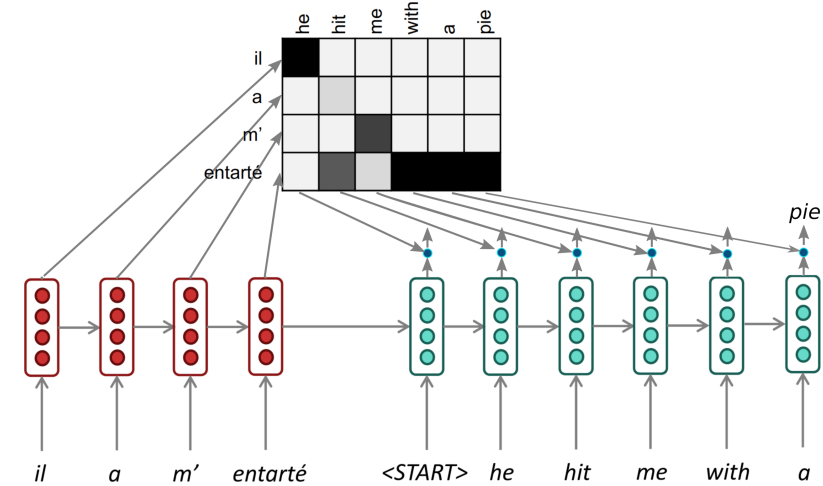 he hit me with a pie
il
a
m’
entarté
pie
il a m’ entarté <START> he hit me with a